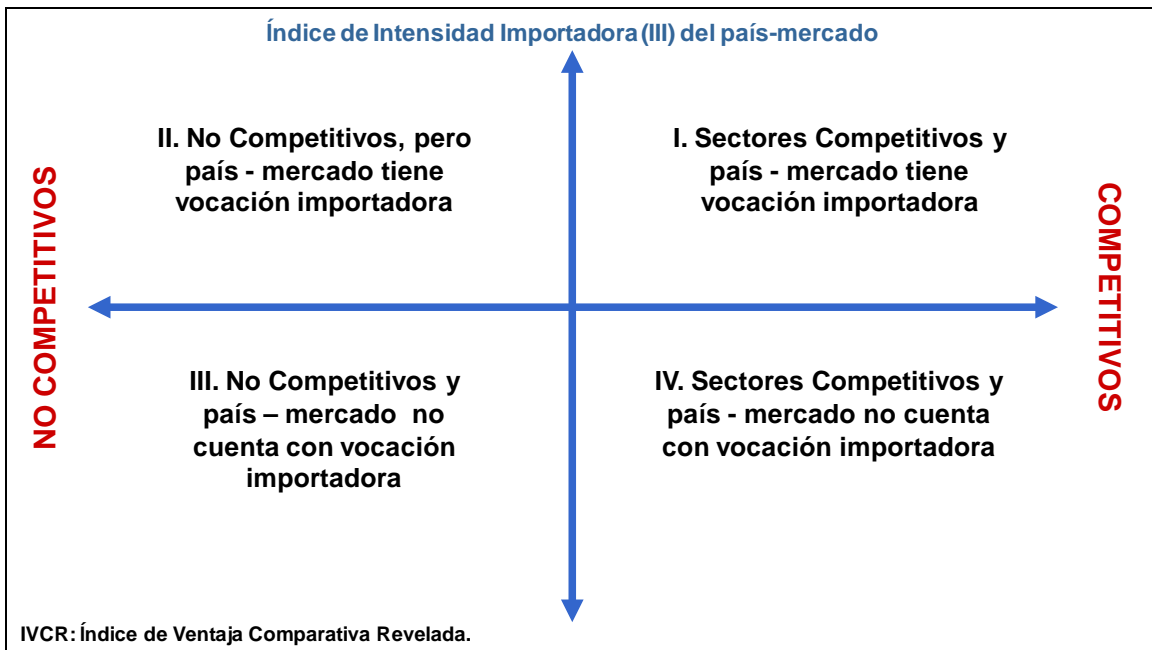 Índice de Intensidad Importadora (III) del país-mercado
II. No Competitivos, pero
país - mercado tiene
vocación importadora
I. Sectores Competitivos y
país - mercado tiene
vocación importadora
NO COMPETITIVOS
COMPETITIVOS
III. No Competitivos y
país – mercado no
cuenta con vocación
importadora
IV. Sectores Competitivos y
país - mercado no cuenta
con vocación importadora
IVCR: Índice de Ventaja Comparativa Revelada.